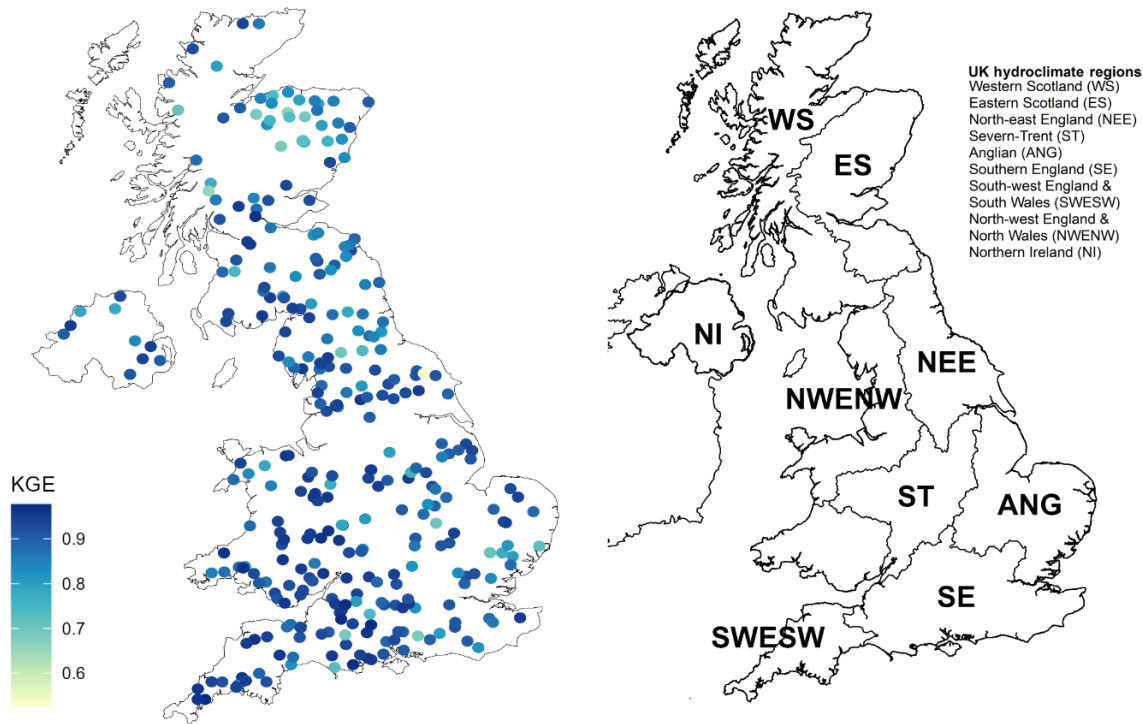 KGE
0.9
0.8
0.7
0.6
WS
ES
NI
NEE
NWENW
ST
ANG
SE
SWESW
UK hydroclimate regions
Western Scotland (WS)
Eastern Scotland (ES)
North-east England (NEE)
Severn-Trent (ST)
Anglian (ANG)
Southern England (SE)
South-west England &
South Wales (SWESW)
North-west England &
North Wales (NWENW)
Northern Ireland (NI)